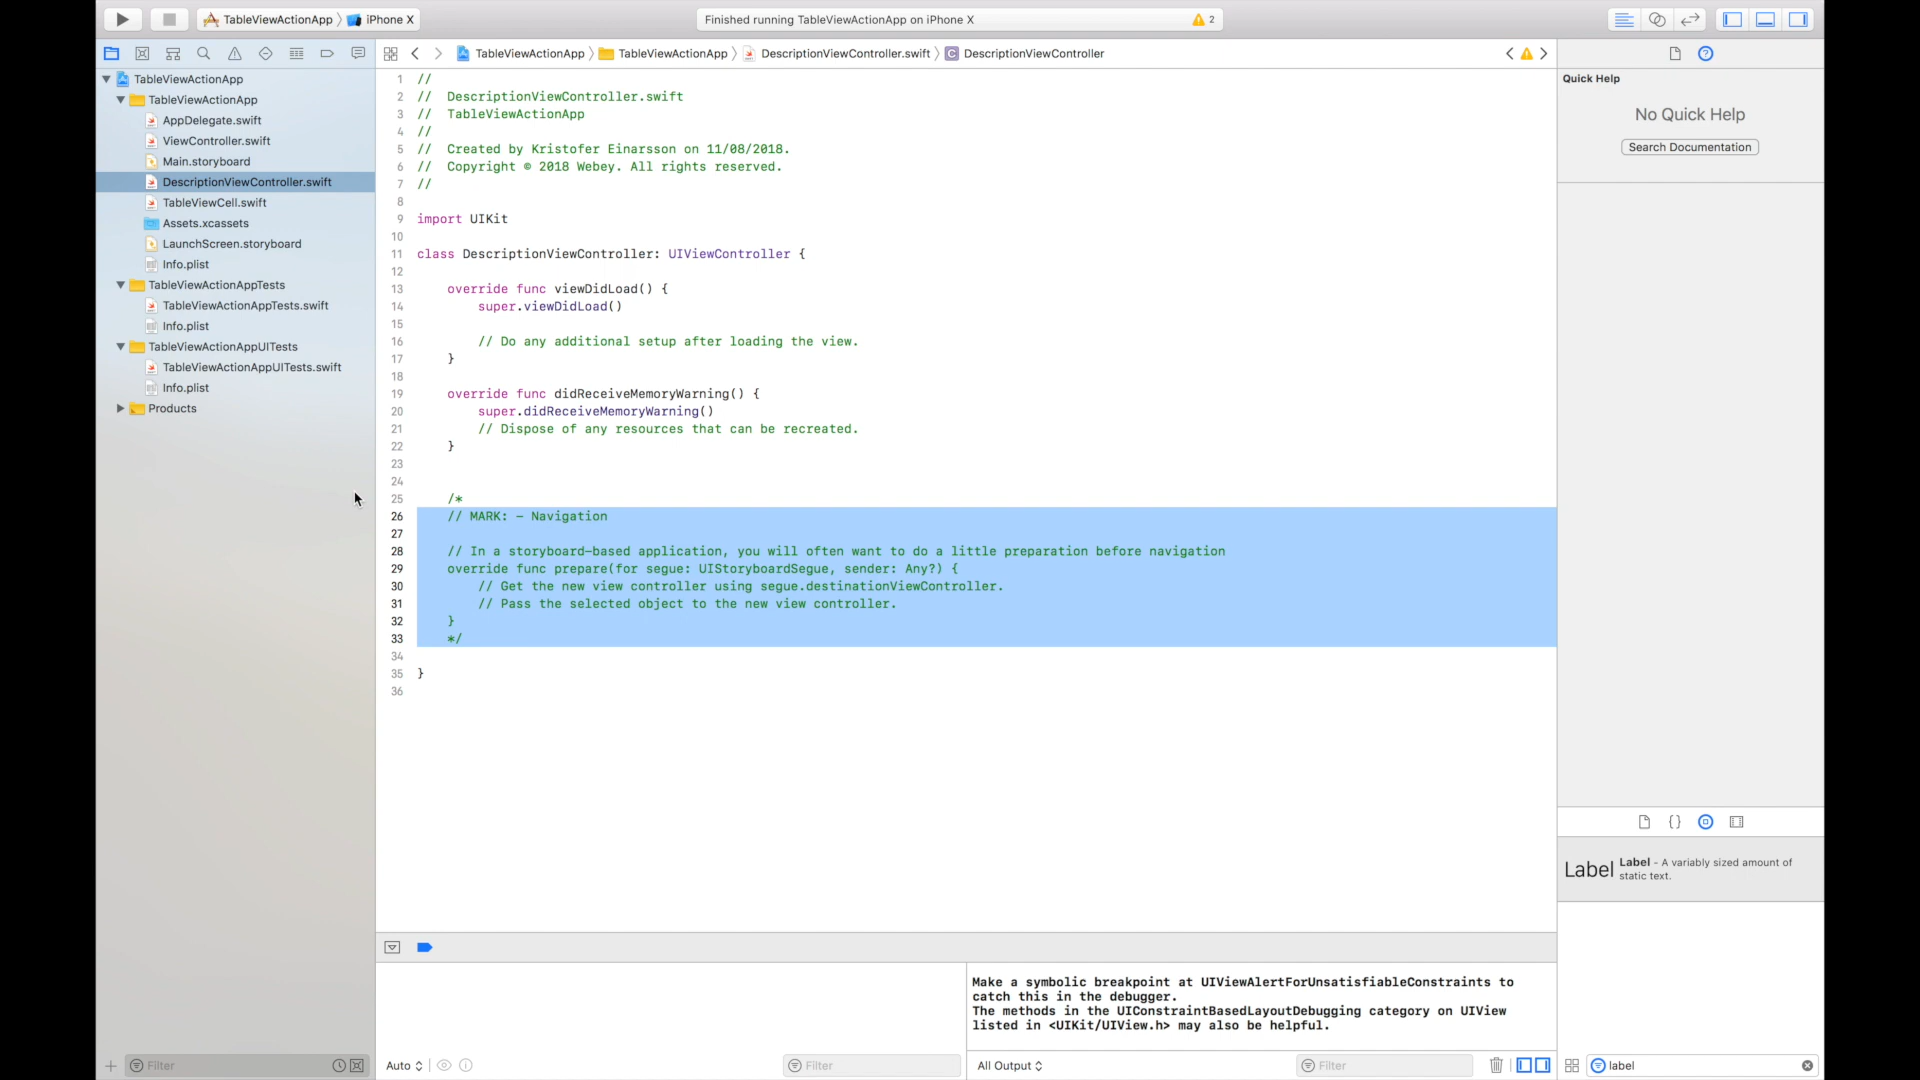 TableViewActionApp iPhone X
Finished running TableViewActionApp on iPhone X
2
TableViewActionApp
TableViewActionApp
AppDelegate.swift
ViewController.swift
Main.storyboard
DescriptionViewController.swift
TableViewCell.swift
Assets.xcassets
LaunchScreen.storyboard
Info.plist
TableViewActionAppTests
TableViewActionAppTests.swift
Info.plist
TableViewActionAppUITests
TableViewActionAppUITests.swift
Info.plist
Products
Filter
TableViewActionApp TableViewActionApp DescriptionViewController.swift C DescriptionViewController
1 //
2 // DescriptionViewController.swift
3 // TableViewActionApp
4 //
5 // Created by Kristofer Einarsson on 11/08/2018.
6 // Copyright © 2018 Webey. All rights reserved.
7 //
8
9 import UIKit
10
11 class DescriptionViewController: UIViewController {
12
13 override func viewDidLoad() {
14 super.viewDidLoad()
15
16 // Do any additional setup after loading the view.
17 }
18
19 override func didReceiveMemoryWarning() {
20 super.didReceiveMemoryWarning()
21 // Dispose of any resources that can be recreated.
22 }
23
24
25 /*
26 // MARK: - Navigation
27
28 // In a storyboard-based application, you will often want to do a little preparation before navigation
29 override func prepare(for segue: UIStoryboardSegue, sender: Any?) {
30 // Get the new view controller using segue.destinationViewController.
31 // Pass the selected object to the new view controller.
32 }
33 */
34
35 }
36
Auto
Filter
Make a symbolic breakpoint at UIViewAlertForUnsatisfiableConstraints to
catch this in the debugger.
The methods in the UIConstraintBasedLayoutDebugging category on UIView
listed in <UIKit/UIView.h> may also be helpful.
All Output
Filter
Quick Help
No Quick Help
Search Documentation
{}
Label Label - A variably sized amount of
static text.
label